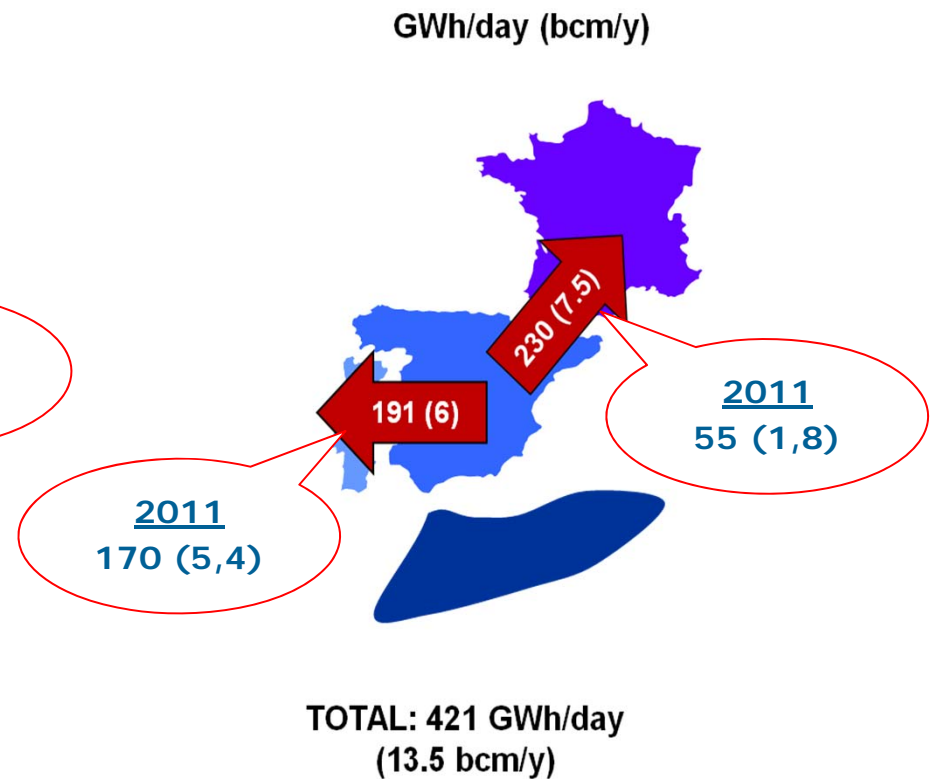 GWh/day (bcm/y)
230 (7.5)
191 (6)
2011
55 (1,8)
2011
170 (5,4)
TOTAL: 421 GWh/day
(13.5 bcm/y)